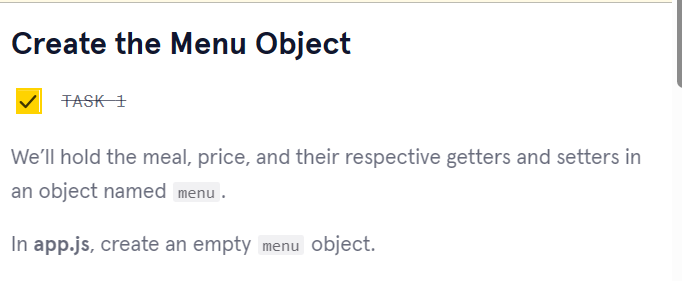 Create the Menu Object
TASK 1
We’ll hold the meal, price, and their respective getters and setters in
an object named menu.
In app.js, create an empty menu object.